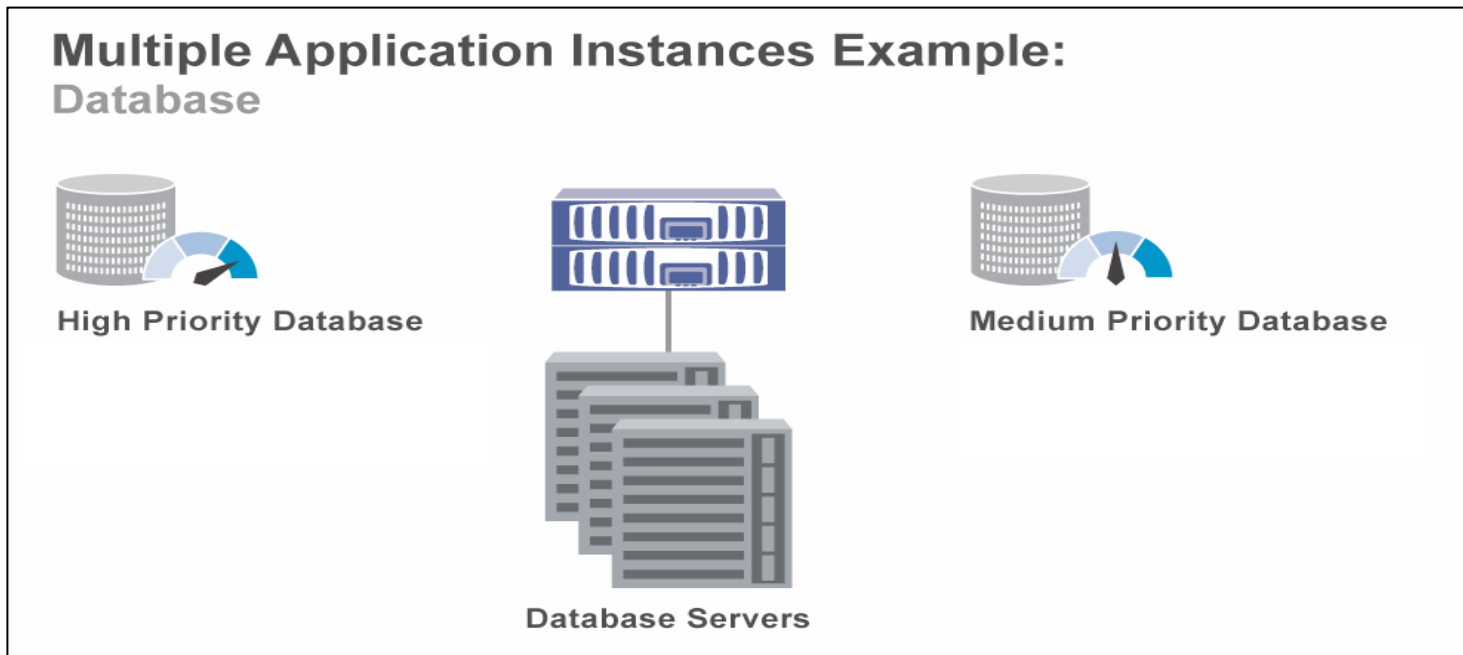 Multiple Application Instances Example:
Database
High Priority Database
Medium Priority Database
Database Servers